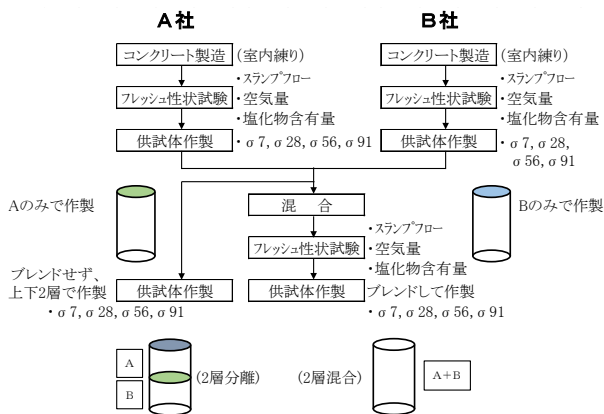 A社
B社
コンクリート製造
(室内練り)
コンクリート製造
(室内練り)
・スランプフロー
・空気量
・塩化物含有量
フレッシュ性状試験
・スランプフロー
・空気量
・塩化物含有量
フレッシュ性状試験
供試体作製
・σ7, σ28, σ56, σ91
供試体作製
・σ7, σ28,
σ56, σ91
Aのみで作製
混　合
Bのみで作製
・スランプフロー
・空気量
・塩化物含有量
フレッシュ性状試験
ブレンドせず、
上下2層で作製
供試体作製
・σ7, σ28, σ56, σ91
供試体作製
ブレンドして作製
・σ7, σ28, σ56, σ91
A
B
(2層分離)
(2層混合)
A+B